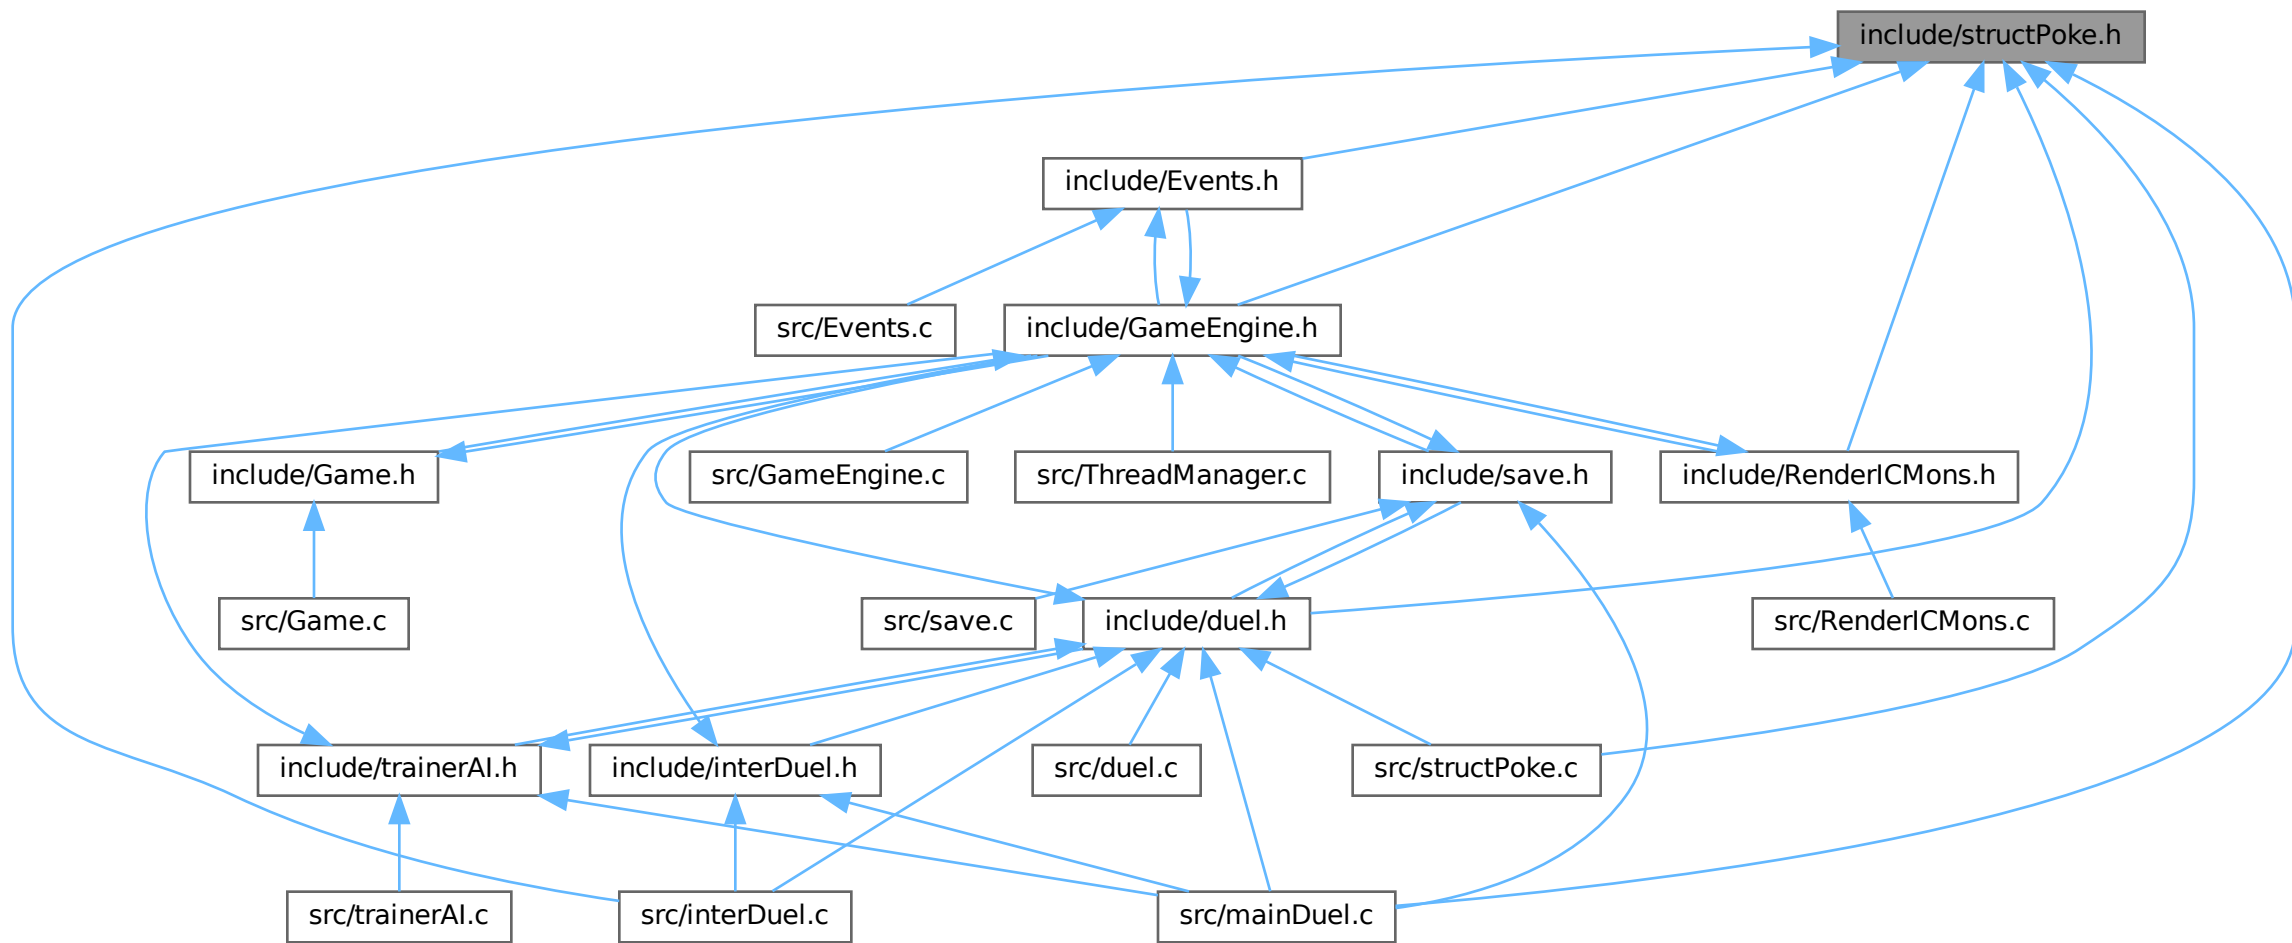 include/structPoke.h
include/Events.h
src/Events.c
include/GameEngine.h
include/Game.h
src/GameEngine.c
src/ThreadManager.c
include/save.h
include/RenderICMons.h
src/Game.c
src/save.c
include/duel.h
src/RenderICMons.c
include/trainerAI.h
include/interDuel.h
src/duel.c
src/structPoke.c
src/trainerAI.c
src/interDuel.c
src/mainDuel.c